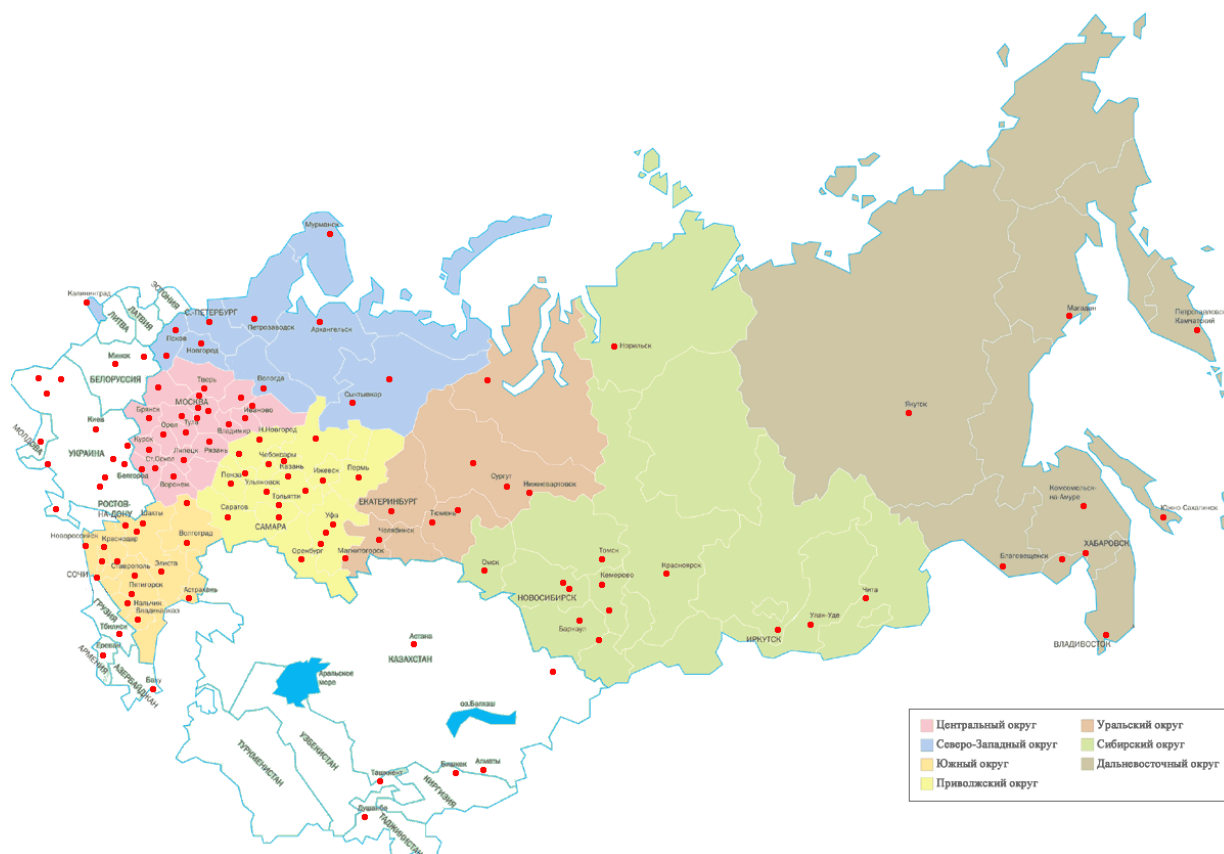 Мурманск
Калининград
ЭСТОНИЯ
ЛАТВИЯ
ЛИТВА
С.-ПЕТЕРБУРГ
Петрозаводск
Архангельск
Псков
Новгород
Магадан
Петропавловск-
Камчатский
Норильск
Минск
БЕЛОРУССИЯ
Тверь
Вологда
Сыктывкар
МОСКВА
Брянск
Иваново
Якутск
Киев
Орел
Тула
Владимир
Н.Новгород
МОЛДОВА
УКРАИНА
Курск
Липецк
Рязань
Чебоксары
Ст.Оскол
Казань
Белгород
Воронеж
Пенза
Ульяновск
Ижевск
Пермь
Сургут
Нижневартовск
РОСТОВ-
НА-ДОНУ
Шахты
Саратов
Тольятти
САМАРА
Уфа
ЕКАТЕРИНБУРГ
Тюмень
Комсомольск-
на Амуре
Южно-Сахалинск
Новороссийск
Краснодар
Волгоград
Оренбург
Магнитогорск
Челябинск
ХАБАРОВСК
Благовещенск
СОЧИ
Ставрополь
Элиста
Пятигорск
Астрахань
Нальчик
Владикавказ
Омск
Томск
Кемерово
Красноярск
НОВОСИБИРСК
Барнаул
Чита
Улан-Уде
ИРКУТСК
ВЛАДИВОСТОК
ГРУЗИЯ
Тбилиси
Ереван
АРМЕНИЯ
АЗЕРБАЙДЖАН
Баку
Астана
КАЗАХСТАН
Аральское
море
оз.Балхаш
ТУРКМЕНИСТАН
УЗБЕКИСТАН
Ташкент
Бишкек
Алматы
КИРГИЗИЯ
Душанбе
ТАДЖИКИСТАН
Центральный округ
Северо-Западный округ
Южный округ
Приволжский округ
Уральский округ
Сибирский округ
Дальневосточный округ